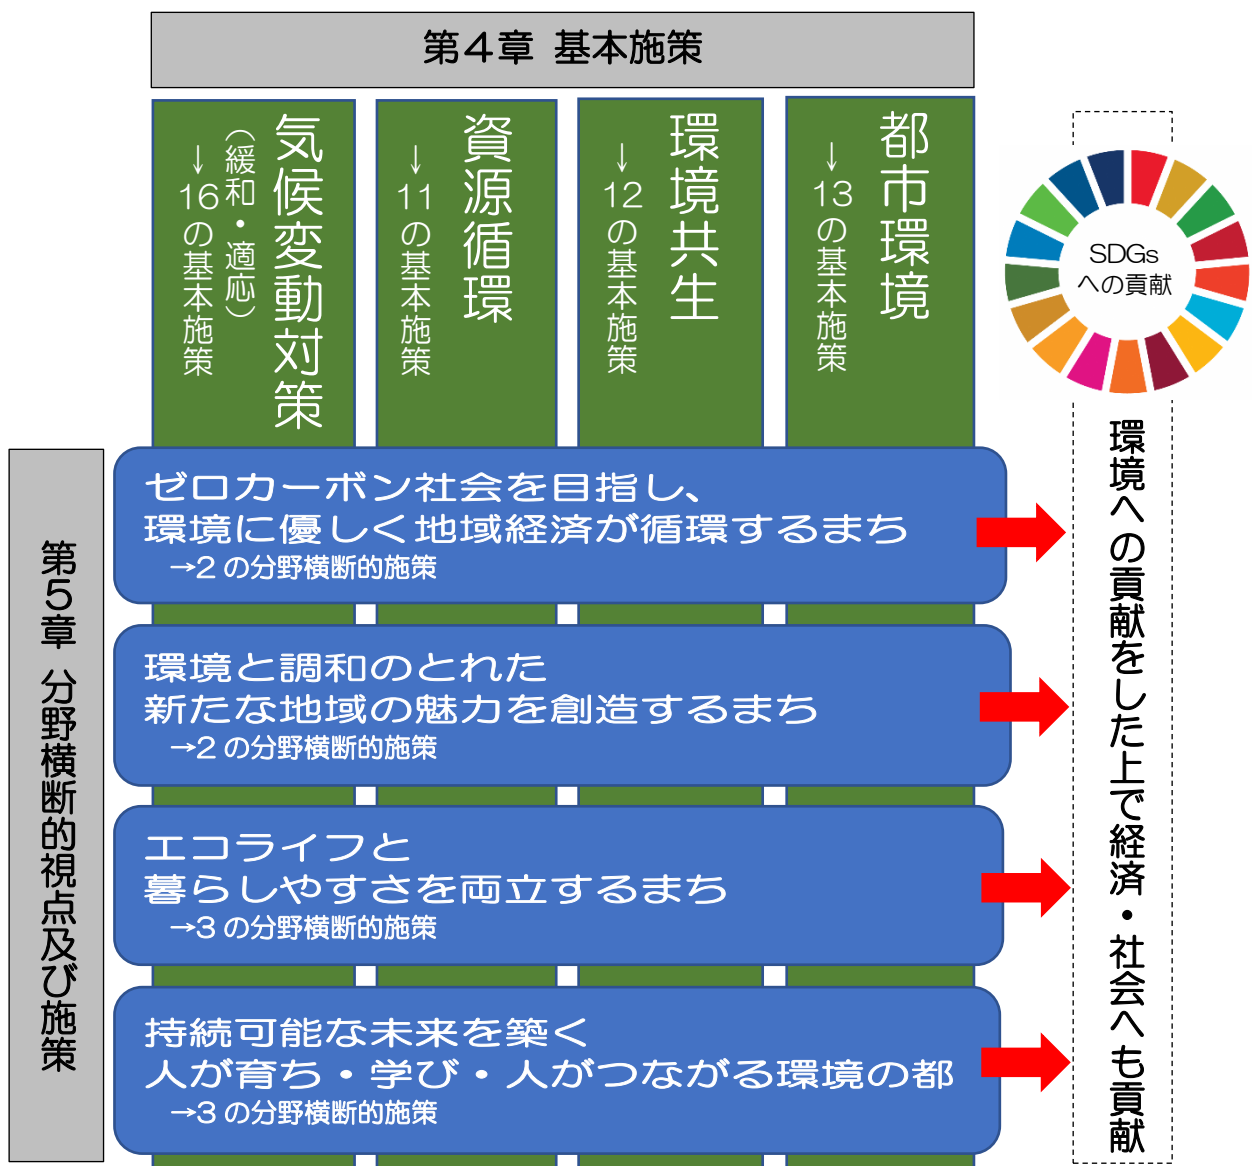 第４章 基本施策
気候変動対策
（緩和・適応）
→16の基本施策
資源循環
→11の基本施策
環境共生
→12の基本施策
都市環境
→13の基本施策
SDGs
への貢献
第５章 分野横断的視点及び施策
ゼロカーボン社会を目指し、
環境に優しく地域経済が循環するまち
→2 の分野横断的施策
環境と調和のとれた
新たな地域の魅力を創造するまち
→2 の分野横断的施策
エコライフと
暮らしやすさを両立するまち
→3 の分野横断的施策
持続可能な未来を築く
人が育ち・学び・人がつながる環境の都
→3 の分野横断的施策
環境への貢献をした上で経済・社会へも貢献